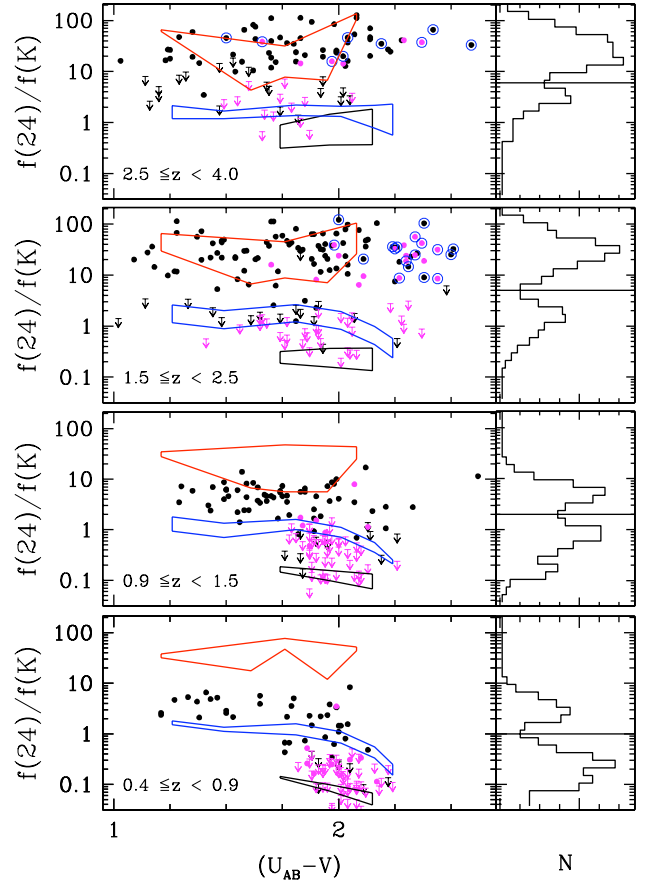 100
10
1
0.1
f(24)/f(K)
2.5 ≦z < 4.0
100
10
1
0.1
f(24)/f(K)
1.5 ≦z < 2.5
100
10
1
0.1
f(24)/f(K)
0.9 ≦z < 1.5
100
10
1
0.1
f(24)/f(K)
0.4 ≦z < 0.9
1 2
(U_AB−V) N